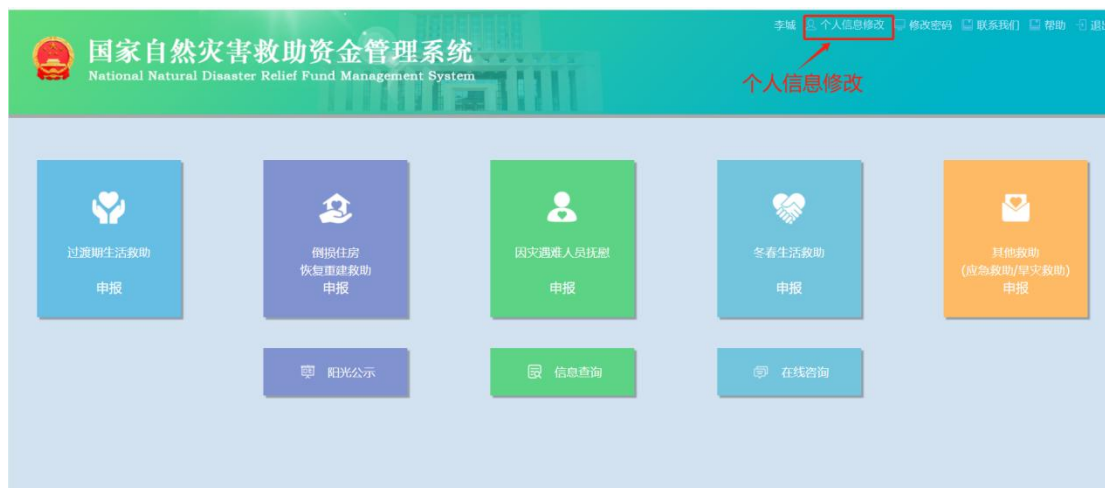 李城 个人信息修改 修改密码 联系我们 帮助 退出
国家自然灾害救助资金管理系统
National Natural Disaster Relief Fund Management System
个人信息修改
过渡期生活救助
申报
倒损住房
恢复重建救助
申报
因灾遇难人员抚慰
申报
冬春生活救助
申报
其他救助
(应急救助/旱灾救助)
申报
阳光公示
信息查询
在线咨询